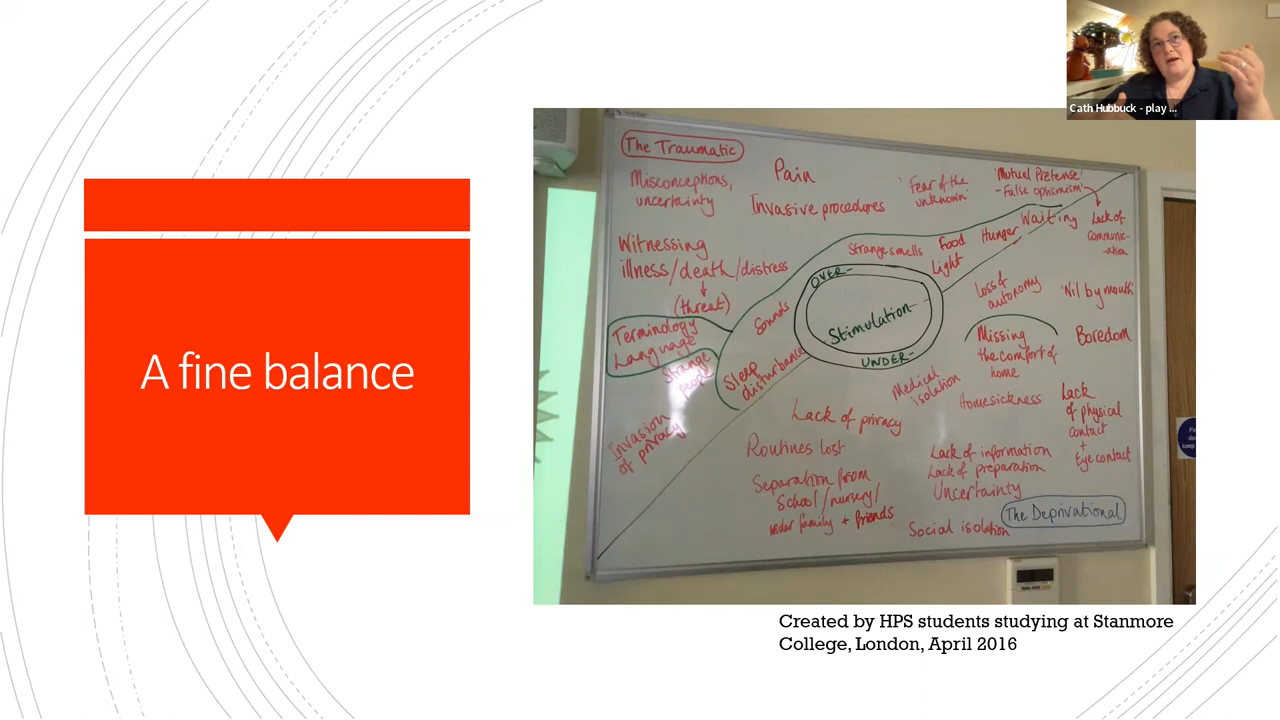 Cath Hubbuck - play ...
A fine balance
The Traumatic
Misconceptions,
uncertainty
Pain
Invasive procedures
'Fear of the
unknown'
'Mutual Pretense'
- False optimism'
Lack of
Communic-
-ation
Witnessing
illness/death/distress
(threat)
Terminology
Language
Strange
people
Invasion
of privacy
Sounds
Sleep
disturbance
Strange smells
Food
Light
Hunger
Waiting
OVER-
Stimulation
UNDER-
Loss of
autonomy
'Nil by mouth'
Missing
the comfort of
home
Boredom
Medical
isolation
Homesickness
Lack
of physical
contact
+
Eye contact
Lack of privacy
Routines lost
Separation from
School/nursery/
wider family + friends
Lack of information
Lack of preparation
Uncertainty
The Deprivational
Social isolation
Created by HPS students studying at Stanmore
College, London, April 2016